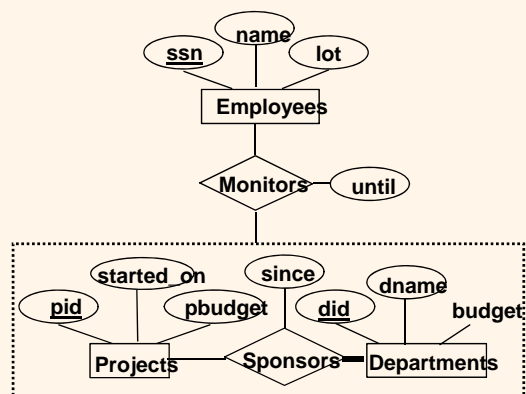 name
ssn
lot
Employees
Monitors
until
started_on
since
dname
pid
pbudget
did
budget
Projects
Sponsors
Departments